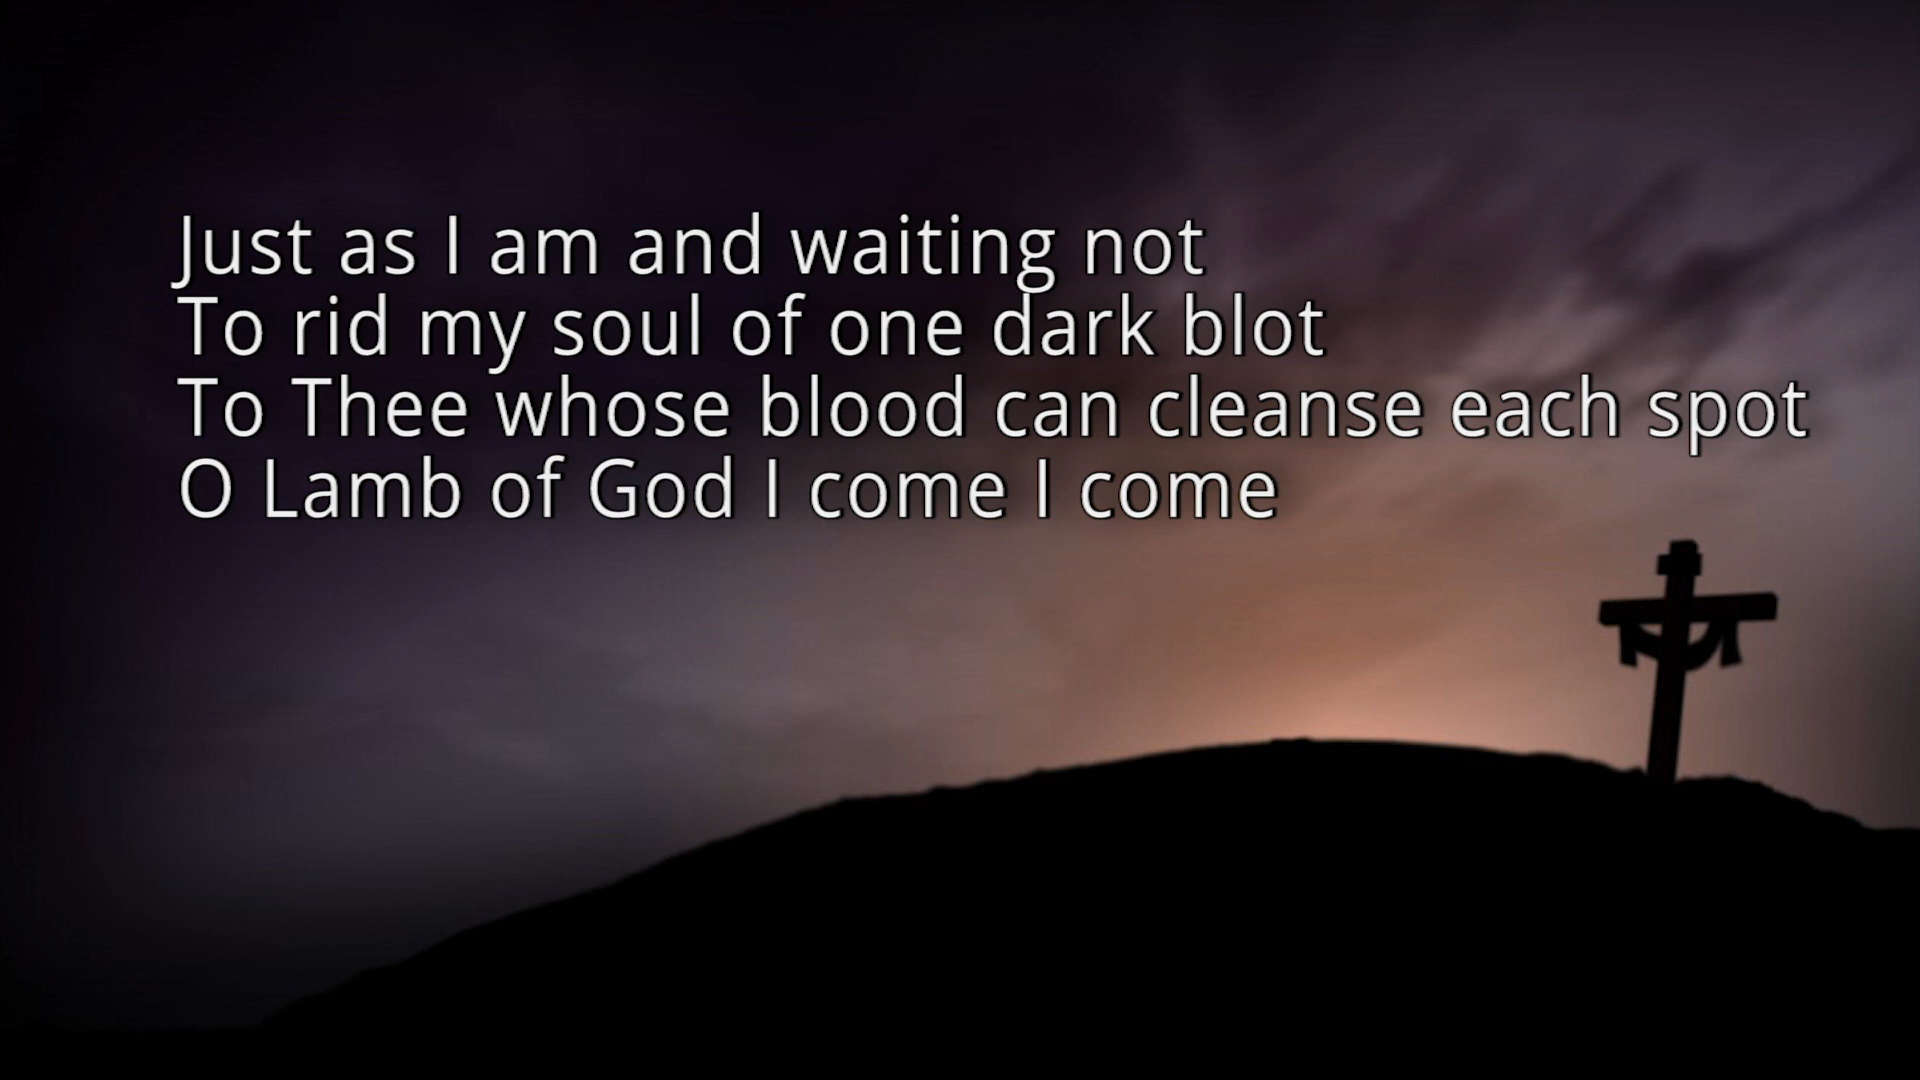 Just as I am and waiting not
To rid my soul of one dark blot
To Thee whose blood can cleanse each spot
O Lamb of God I come I come